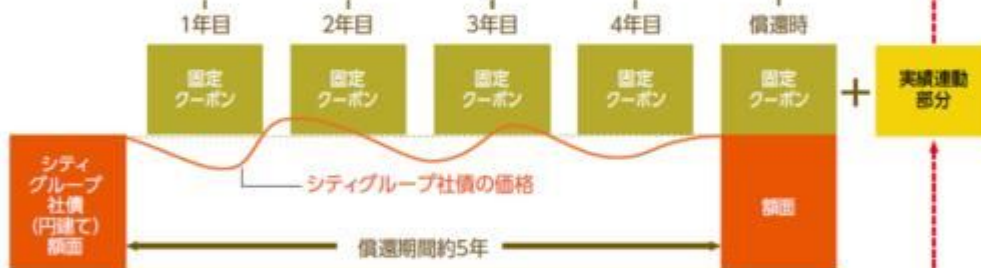 1年目
2年目
3年目
4年目
償還時
固定
クーポン
固定
クーポン
固定
クーポン
固定
クーポン
固定
クーポン
+
実績連動
部分
シティ
グループ
社債
(円建て)
額面
シティグループ社債の価格
額面
償還期間約5年